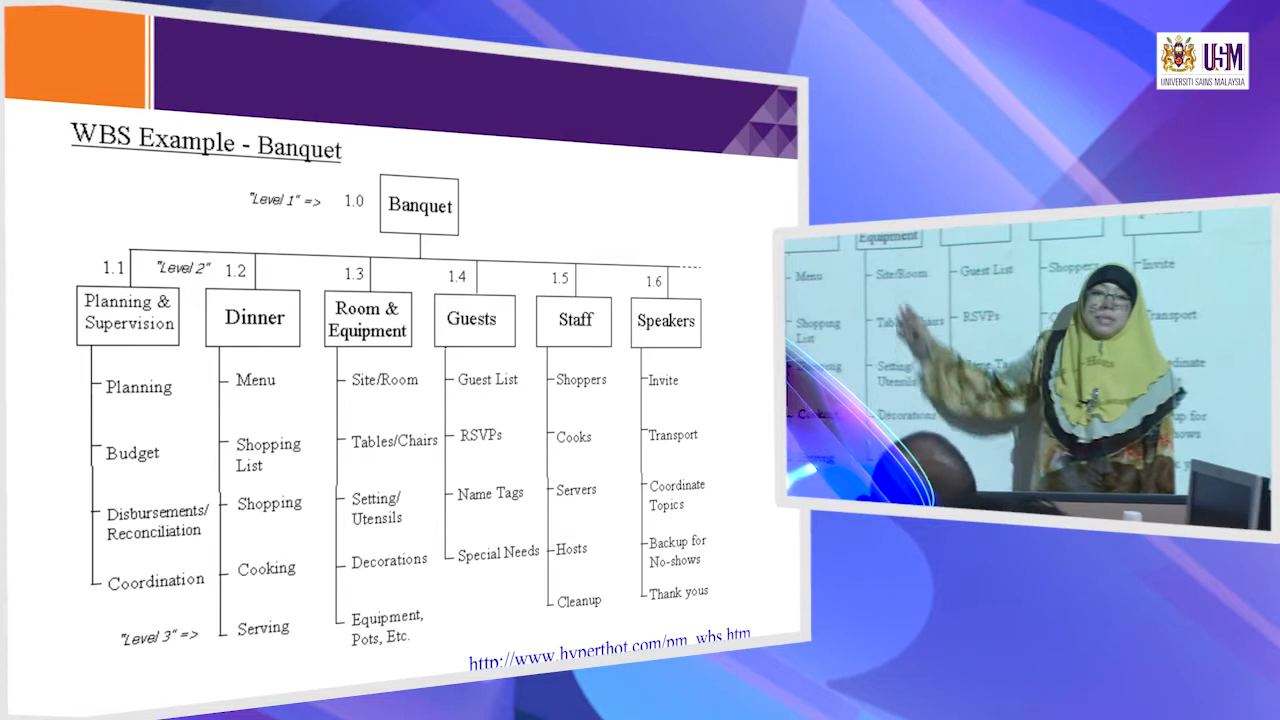 USM
UNIVERSITI SAINS MALAYSIA
WBS Example - Banquet
"Level 1" => 1.0 Banquet
1.1 "Level 2" 1.2 1.3 1.4 1.5 1.6
Planning &
Supervision
Planning
Budget
Disbursements/
Reconciliation
Coordination
Dinner
Menu
Shopping
List
Shopping
Cooking
Serving
Room &
Equipment
Site/Room
Tables/Chairs
Setting/
Utensils
Decorations
Equipment,
Pots, Etc.
Guests
Guest List
RSVPs
Name Tags
Special Needs
Staff
Shoppers
Cooks
Servers
Hosts
Cleanup
Speakers
Invite
Transport
Coordinate
Topics
Backup for
No-shows
Thank yous
"Level 3" =>
http://www.hyperthot.com/pm_wbs.htm
Equipment
Menu
Shopping
List
Site/Room
Setting/
Utensils
Decorations
Guest List
RSVPs
Shoppers
Invite
Transport